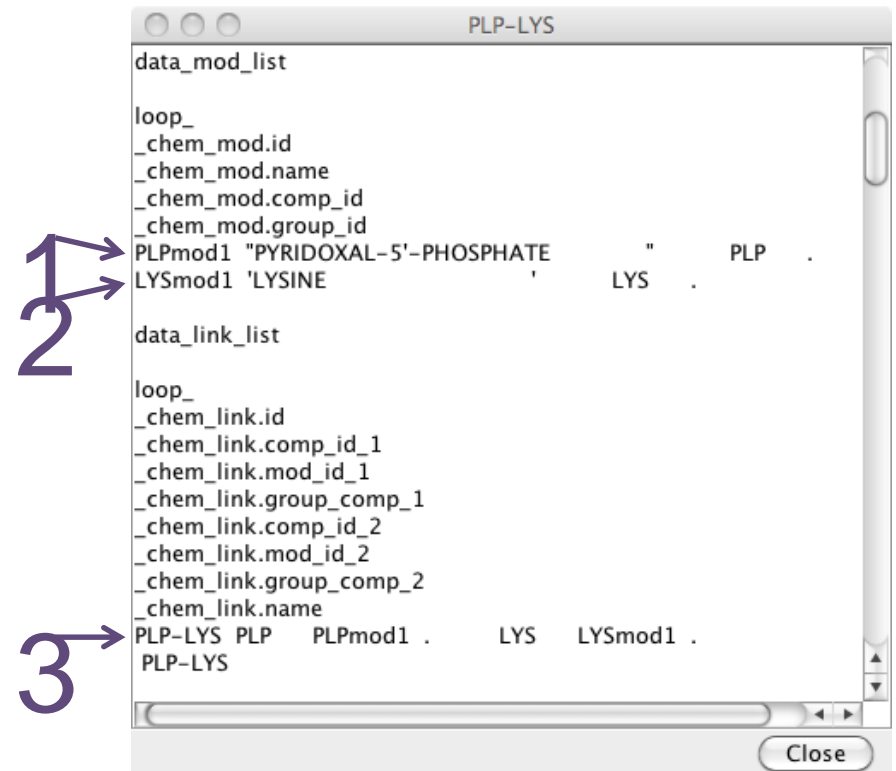 PLP-LYS
data_mod_list
loop_
_chem_mod.id
_chem_mod.name
_chem_mod.comp_id
_chem_mod.group_id
1
PLPmod1 "PYRIDOXAL-5'-PHOSPHATE         "       PLP   .
2
LYSmod1 'LYSINE                    '       LYS    .
data_link_list
loop_
_chem_link.id
_chem_link.comp_id_1
_chem_link.mod_id_1
_chem_link.group_comp_1
_chem_link.comp_id_2
_chem_link.mod_id_2
_chem_link.group_comp_2
_chem_link.name
3
PLP-LYS PLP    PLPmod1 .       LYS    LYSmod1 .
PLP-LYS
Close